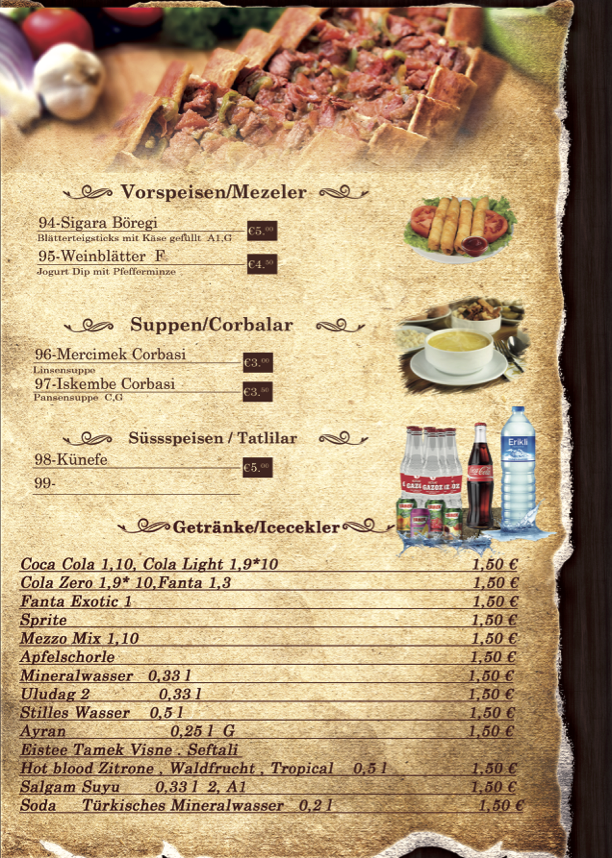 Vorspeisen/Mezeler
94-Sigara Böregi €5.00
Blätterteigsticks mit Käse gefüllt A1,G
95-Weinblätter F €4.50
Jogurt Dip mit Pfefferminze
Suppen/Corbalar
96-Mercimek Corbasi €3.00
Linsensuppe
97-Iskembe Corbasi €3.50
Pansensuppe C,G
Süssspeisen / Tatlilar
98-Künefe €5.00
99-
Erikli
Coca-Cola
Getränke/Icecekler
Coca Cola 1,10, Cola Light 1,9*10 1,50 €
Cola Zero 1,9* 10,Fanta 1,3 1,50 €
Fanta Exotic 1 1,50 €
Sprite 1,50 €
Mezzo Mix 1,10 1,50 €
Apfelschorle 1,50 €
Mineralwasser 0,33 l 1,50 €
Uludag 2 0,33 l 1,50 €
Stilles Wasser 0,5 l 1,50 €
Ayran 0,25 l G 1,50 €
Eistee Tamek Visne . Seftali
Hot blood Zitrone , Waldfrucht , Tropical 0,5 l 1,50 €
Salgam Suyu 0,33 l 2, A1 1,50 €
Soda Türkisches Mineralwasser 0,2 l 1,50 €